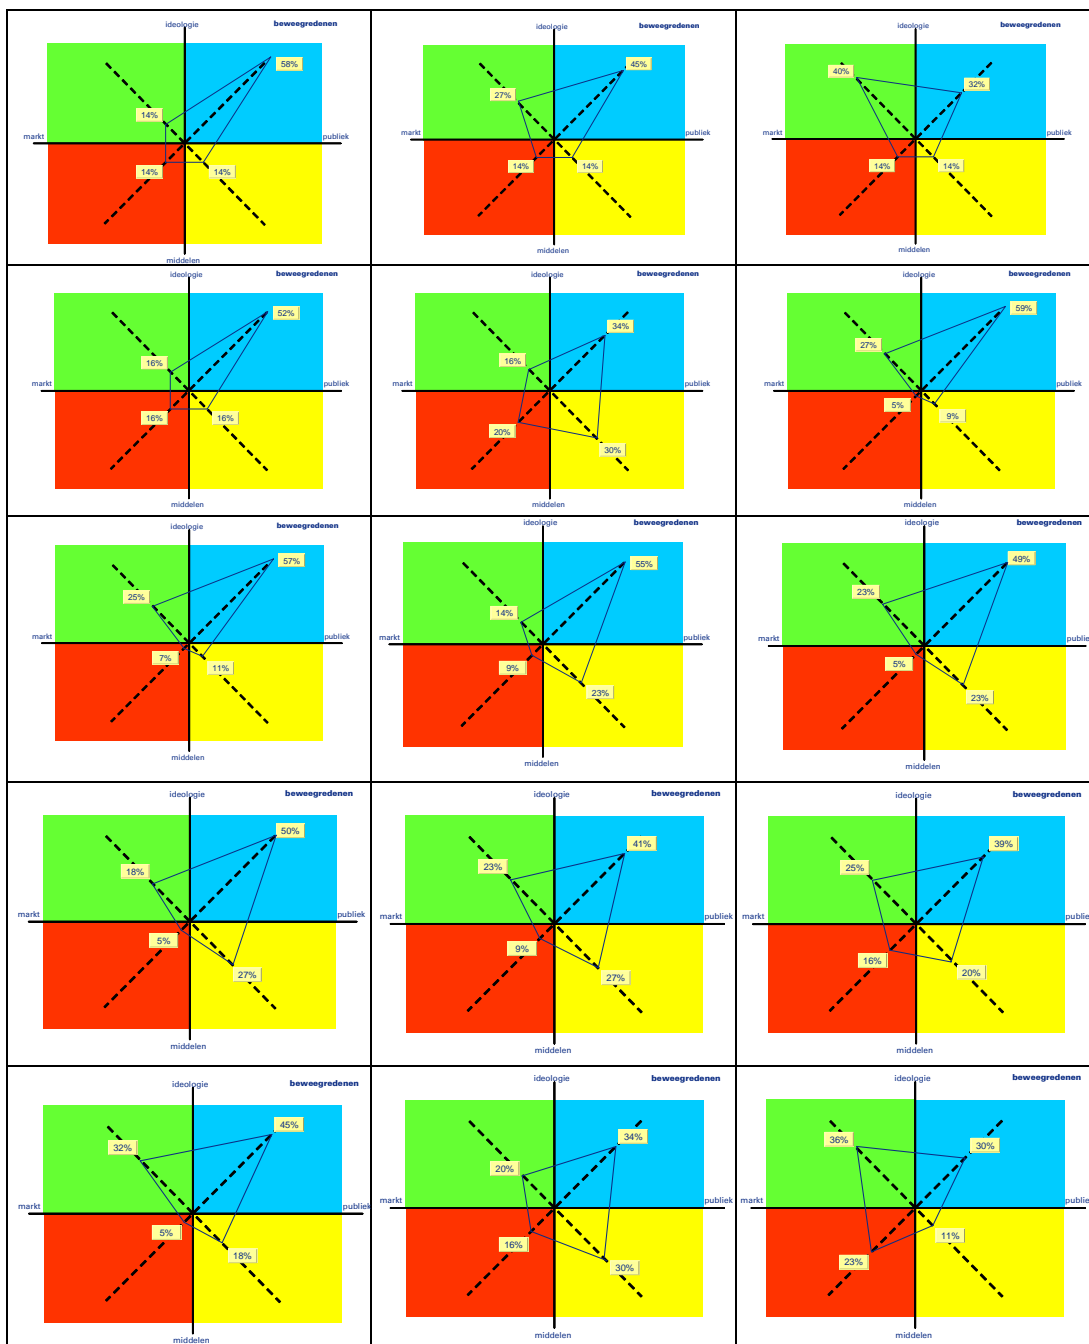 ideologie beweegredenen
58%
14%
markt publiek
14% 14%
middelen
ideologie beweegredenen
45%
27%
markt publiek
14% 14%
ideologie beweegredenen
40% 32%
markt publiek
14% 14%
ideologie beweegredenen
52%
16%
markt publiek
16% 16%
middelen
ideologie beweegredenen
34%
16%
markt publiek
20% 30%
middelen
ideologie beweegredenen
59%
27%
markt publiek
5% 9%
middelen
ideologie beweegredenen
57%
25%
markt publiek
7% 11%
middelen
ideologie beweegredenen
55%
14%
markt publiek
9% 23%
middelen
ideologie beweegredenen
49%
23%
markt publiek
5% 23%
middelen
ideologie beweegredenen
50%
18%
markt publiek
5% 27%
middelen
ideologie beweegredenen
41%
23%
markt publiek
9% 27%
middelen
ideologie beweegredenen
39%
25%
markt publiek
16% 20%
middelen
ideologie beweegredenen
45%
32%
markt publiek
5% 18%
middelen
ideologie beweegredenen
34%
20%
markt publiek
16% 30%
middelen
ideologie beweegredenen
36% 30%
markt publiek
23% 11%
middelen